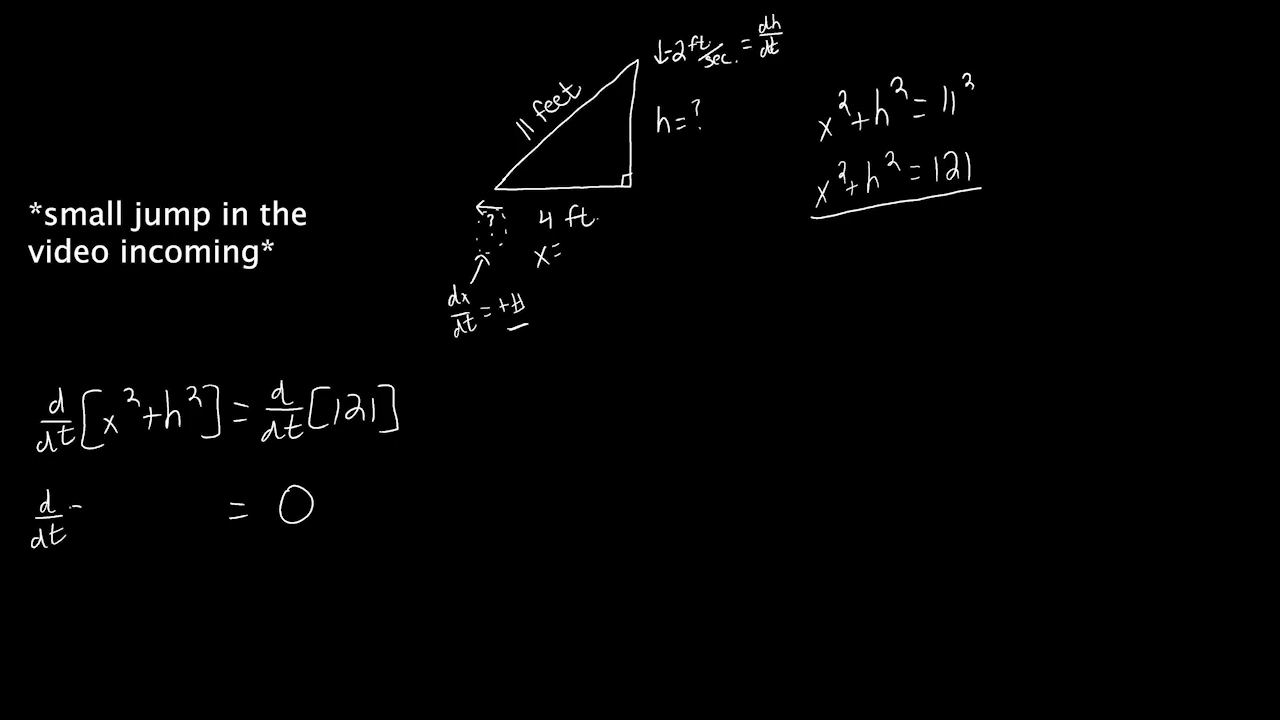 ↓-2 ft/sec. = dh/dt
11 feet
h = ?
x² + h² = 11²
x² + h² = 121
*small jump in the
video incoming*
?
4 ft.
x =
dx/dt = +#
d/dt [x² + h²] = d/dt [121]
d/dt = 0